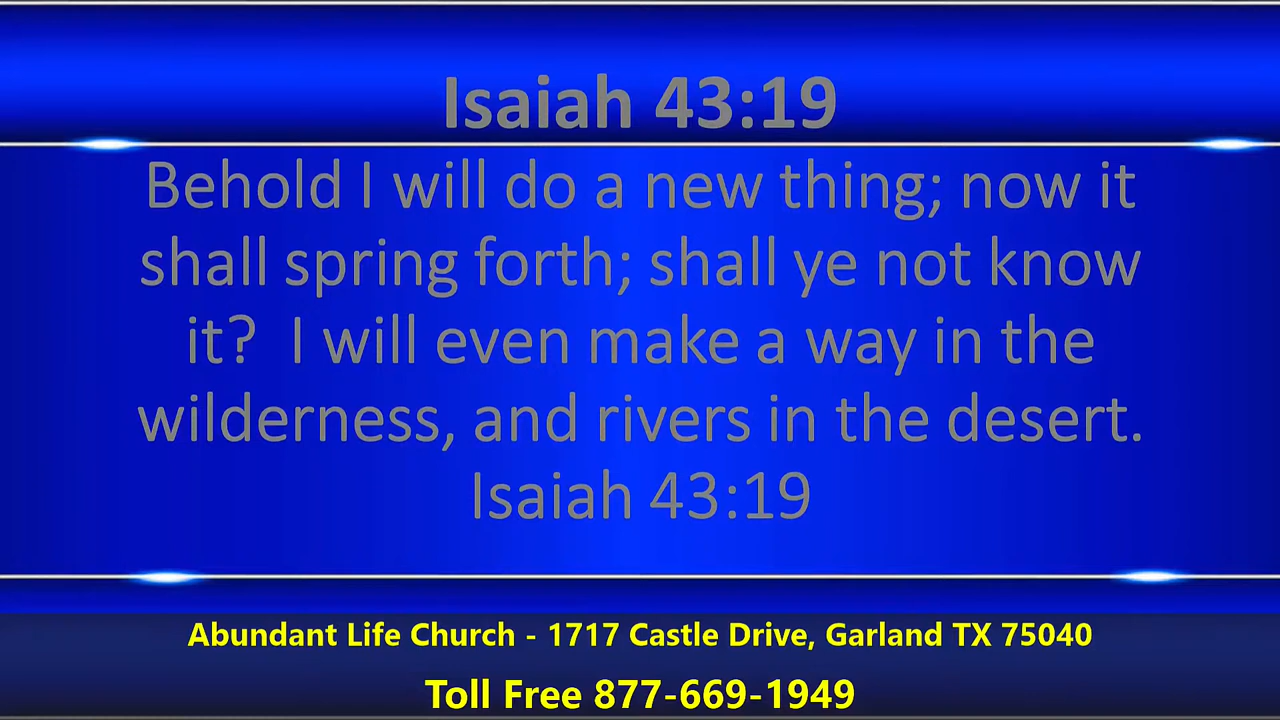 Isaiah 43:19
Behold I will do a new thing; now it
shall spring forth; shall ye not know
it?  I will even make a way in the
wilderness, and rivers in the desert.
Isaiah 43:19
Abundant Life Church - 1717 Castle Drive, Garland TX 75040
Toll Free 877-669-1949